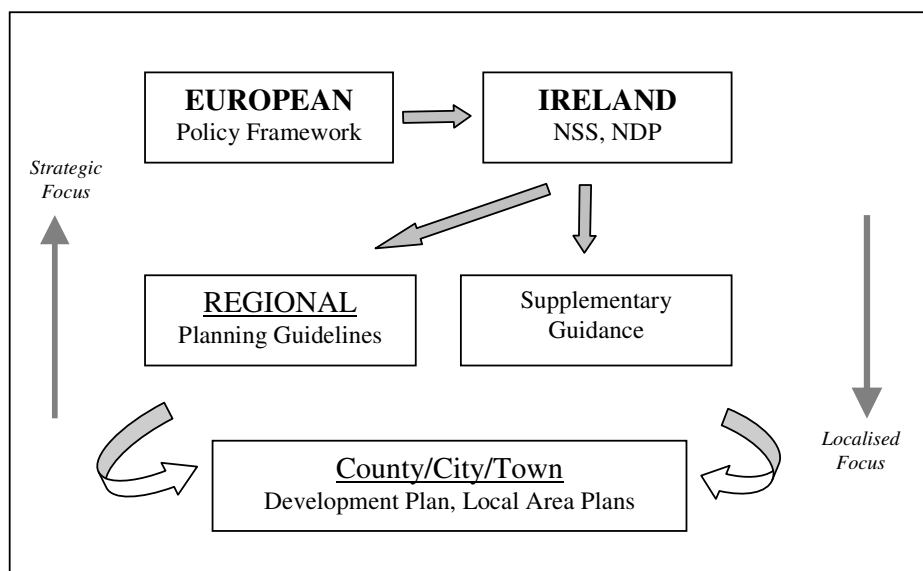 EUROPEAN
Policy Framework
IRELAND
NSS, NDP
Strategic
Focus
REGIONAL
Planning Guidelines
Supplementary
Guidance
Localised
Focus
County/City/Town
Development Plan, Local Area Plans